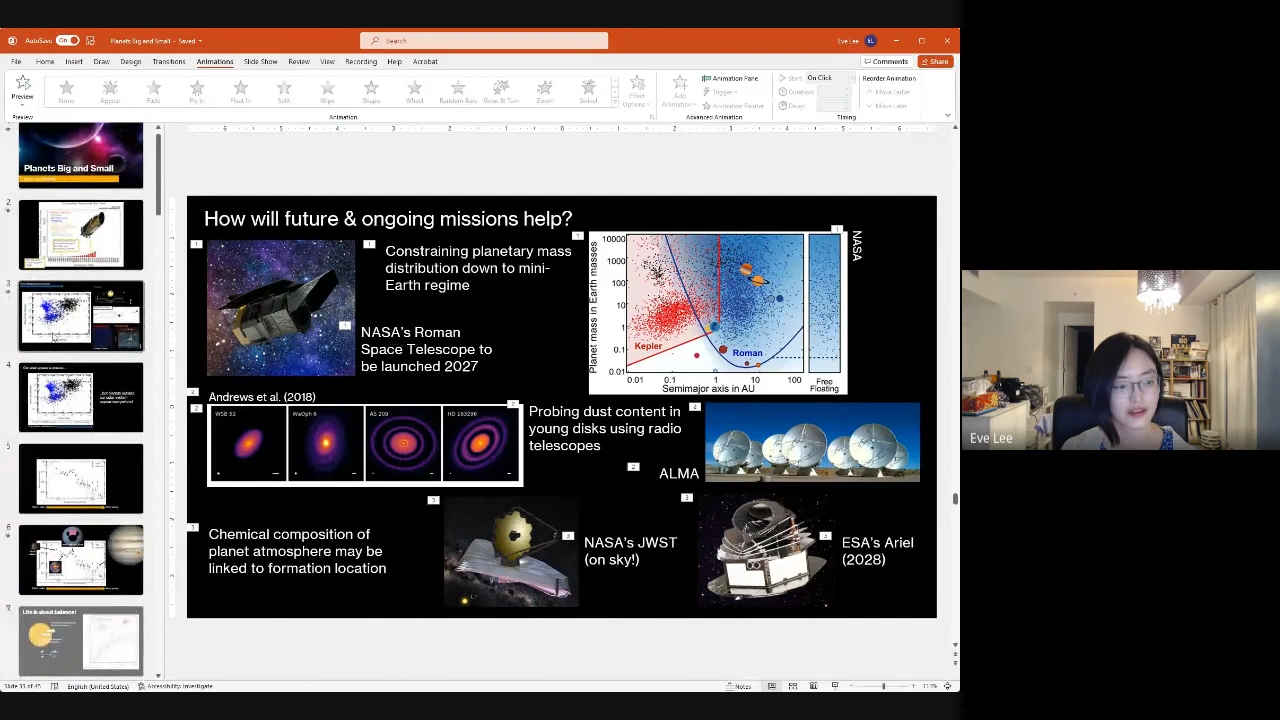 AutoSave On
Planets Big and Small – Saved
Search
Eve Lee EL
File Home Insert Draw Design Transitions Animations Slide Show Review View Recording Help Acrobat
Comments Share
Preview
None Appear Fade Fly In Float In Split Wipe Shape Wheel Random Bars Grow & Turn Zoom Swivel
Effect Options
Add Animation
Animation Pane
Trigger
Animation Painter
Start: On Click
Duration:
Delay:
Reorder Animation
Move Earlier
Move Later
Preview Animation Advanced Animation Timing
Planets Big and Small
2
3
4
5
6
Life is about balance!
How will future & ongoing missions help?
Constraining planetary mass
distribution down to mini-
Earth regime
NASA's Roman
Space Telescope to
be launched 2027
Planet mass in Earth masses
10000
1000
100
10
1
0.1
0.01
Kepler
Roman
0.01 0.1 1 10 100
Semimajor axis in AU
Free
Floating
NASA
Andrews et al. (2018)
WSB 52 WaOph 6 AS 209 HD 163296
Probing dust content in
young disks using radio
telescopes
ALMA
Chemical composition of
planet atmosphere may be
linked to formation location
NASA's JWST
(on sky!)
ESA's Ariel
(2028)
Eve Lee
English (United States) Accessibility: Investigate
Notes